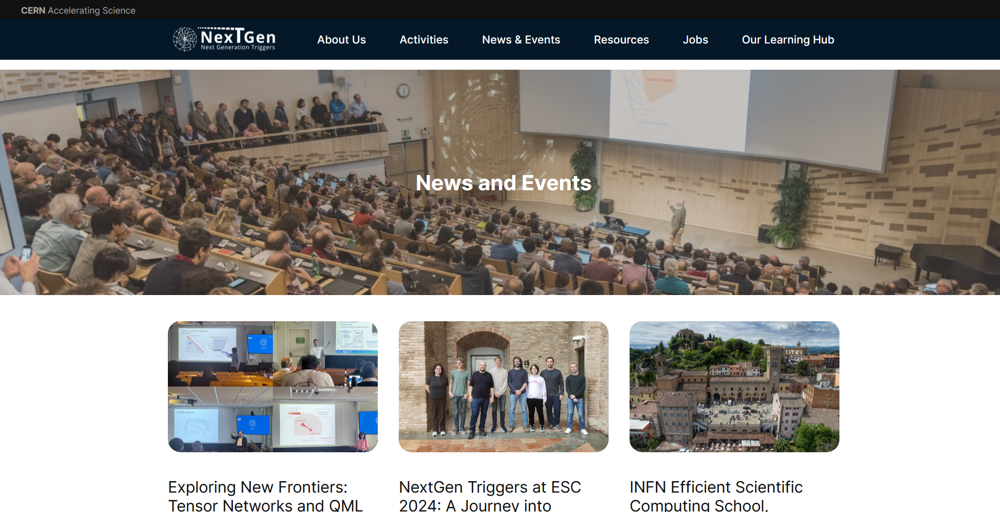 CERN Accelerating Science
NexTGen
Next Generation Triggers
About Us
Activities
News & Events
Resources
Jobs
Our Learning Hub
sensitive region
News and Events
Exploring New Frontiers:
Tensor Networks and QML
NextGen Triggers at ESC
2024: A Journey into
INFN Efficient Scientific
Computing School,